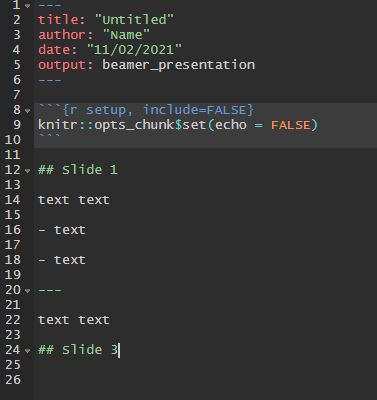 1 ---
2 title: "Untitled"
3 author: "Name"
4 date: "11/02/2021"
5 output: beamer_presentation
6 ---
7
8 ```{r setup, include=FALSE}
9 knitr::opts_chunk$set(echo = FALSE)
10 ```
11
12 ## Slide 1
13
14 text text
15
16 - text
17
18 - text
19
20 ---
21
22 text text
23
24 ## Slide 3
25
26